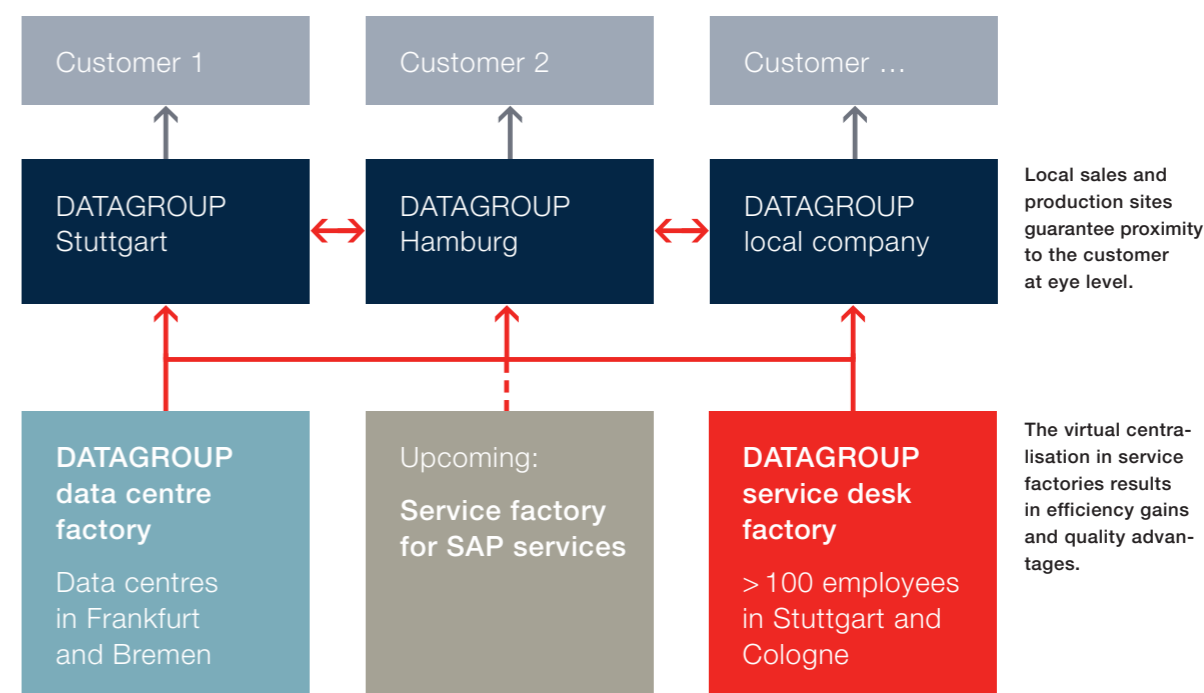 Customer 1
Customer 2
Customer …
DATAGROUP
Stuttgart
DATAGROUP
Hamburg
DATAGROUP
local company
Local sales and
production sites
guarantee proximity
to the customer
at eye level.
DATAGROUP
data centre
factory
Data centres
in Frankfurt
and Bremen
Upcoming:
Service factory
for SAP services
DATAGROUP
service desk
factory
> 100 employees
in Stuttgart and
Cologne
The virtual centra-
lisation in service
factories results
in efficiency gains
and quality advan-
tages.